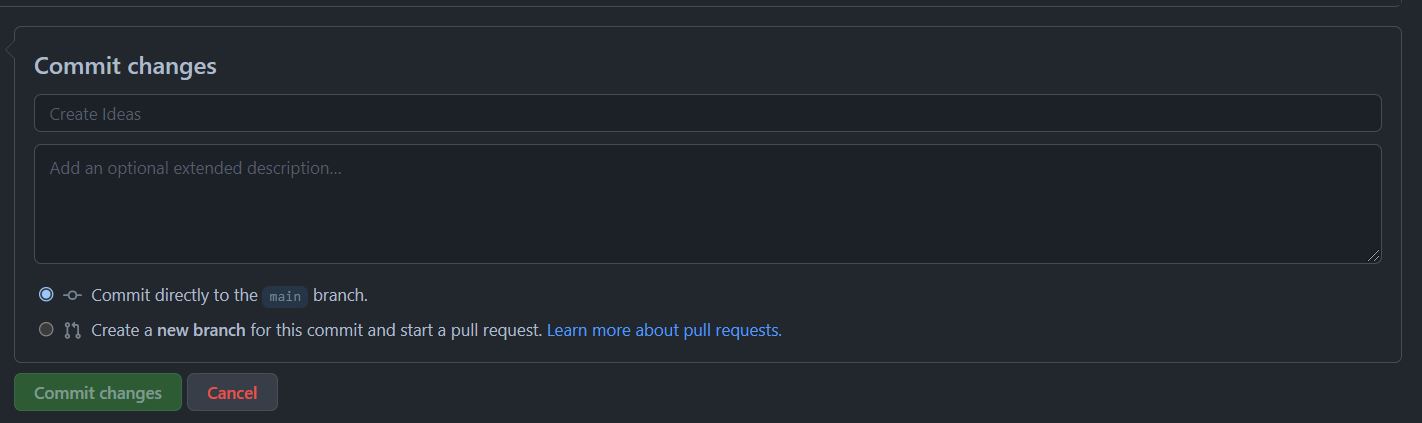 Commit changes
Create Ideas
Add an optional extended description...
Commit directly to the main branch.
Create a new branch for this commit and start a pull request. Learn more about pull requests.
Commit changes Cancel